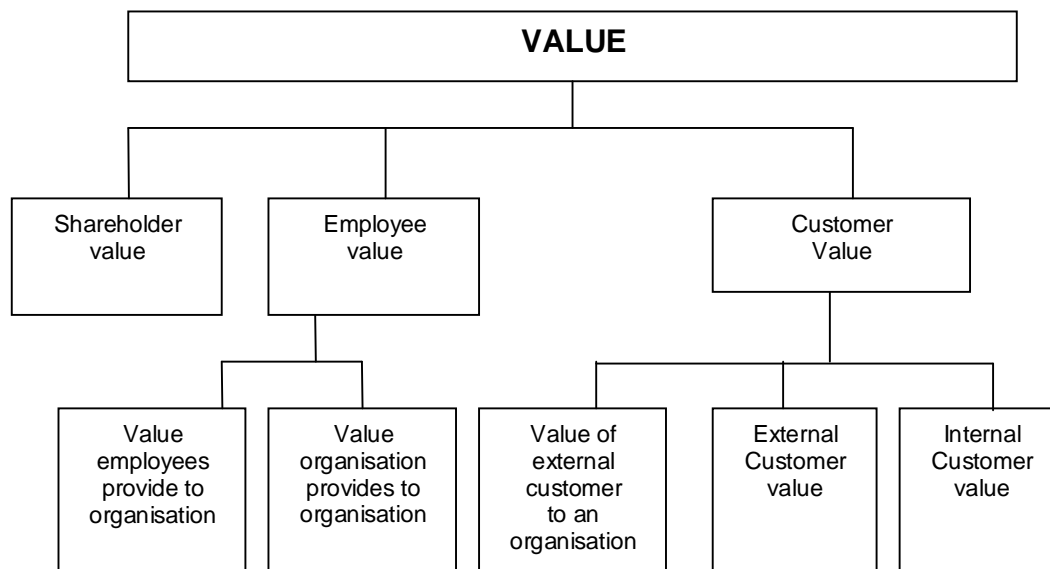 VALUE
Shareholder
value
Employee
value
Customer
Value
Value
employees
provide to
organisation
Value
organisation
provides to
organisation
Value of
external
customer
to an
organisation
External
Customer
value
Internal
Customer
value